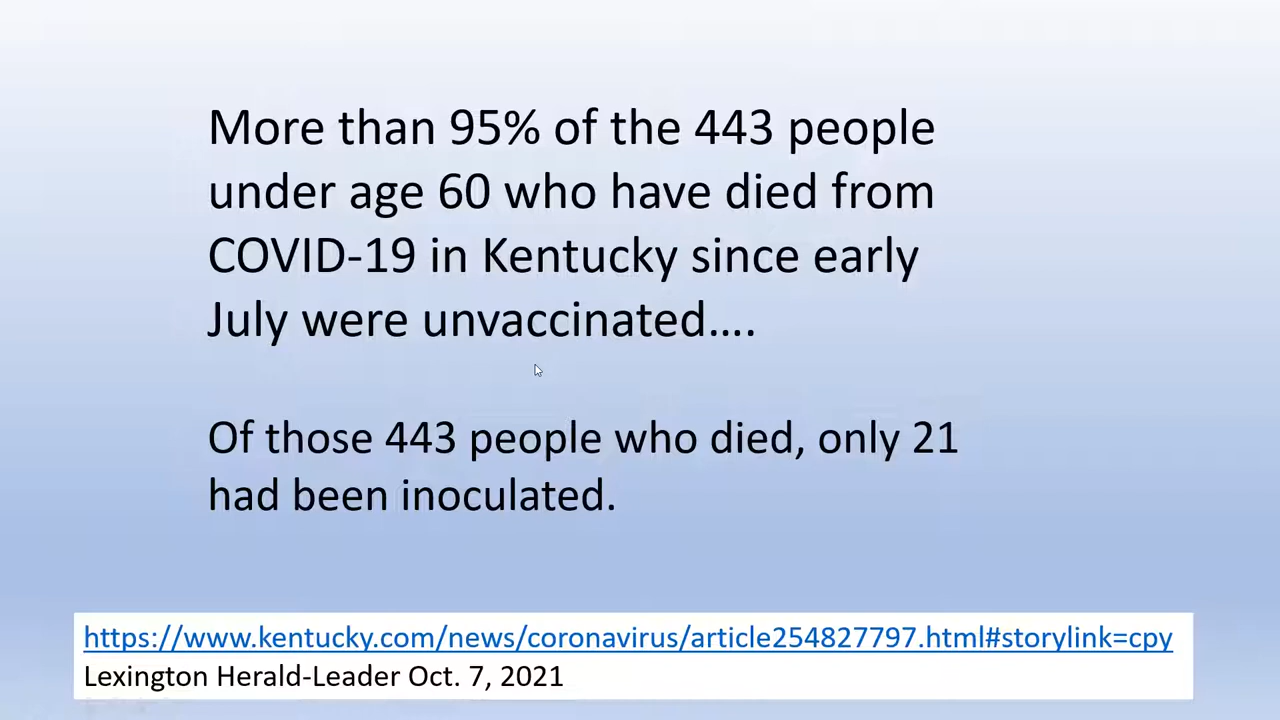 More than 95% of the 443 people
under age 60 who have died from
COVID-19 in Kentucky since early
July were unvaccinated....
Of those 443 people who died, only 21
had been inoculated.
https://www.kentucky.com/news/coronavirus/article254827797.html#storylink=cpy
Lexington Herald-Leader Oct. 7, 2021